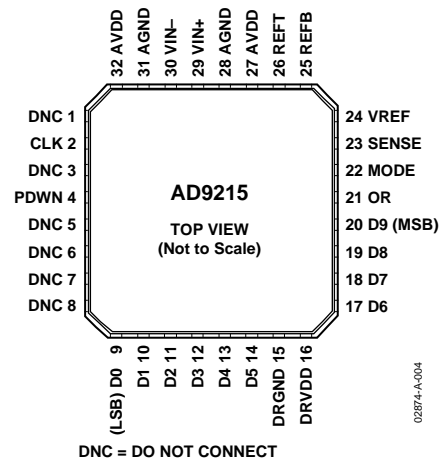 32 AVDD
31 AGND
30 VIN–
29 VIN+
28 AGND
27 AVDD
26 REFT
25 REFB
DNC 1
CLK 2
DNC 3
PDWN 4
DNC 5
DNC 6
DNC 7
DNC 8
AD9215
TOP VIEW
(Not to Scale)
24 VREF
23 SENSE
22 MODE
21 OR
20 D9 (MSB)
19 D8
18 D7
17 D6
(LSB) D0 9
D1 10
D2 11
D3 12
D4 13
D5 14
DRGND 15
DRVDD 16
02874-A-004
DNC = DO NOT CONNECT